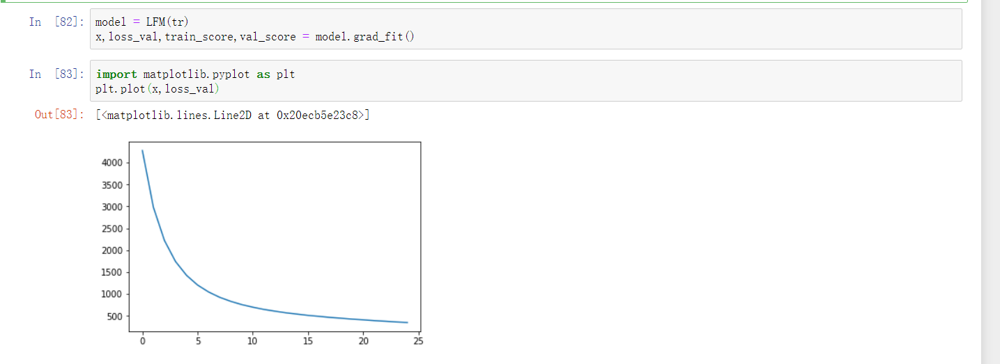 In [82]: model = LFM(tr)
x,loss_val,train_score,val_score = model.grad_fit()
In [83]: import matplotlib.pyplot as plt
plt.plot(x,loss_val)
Out[83]: [<matplotlib.lines.Line2D at 0x20ecb5e23c8>]
4000
3500
3000
2500
2000
1500
1000
500
0 5 10 15 20 25